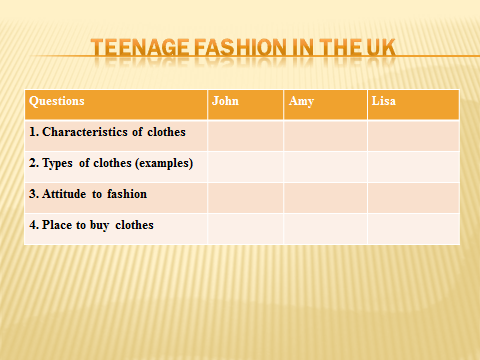 TEENAGE FASHION IN THE UK
Questions John Amy Lisa
1. Characteristics of clothes
2. Types of clothes (examples)
3. Attitude to fashion
4. Place to buy clothes